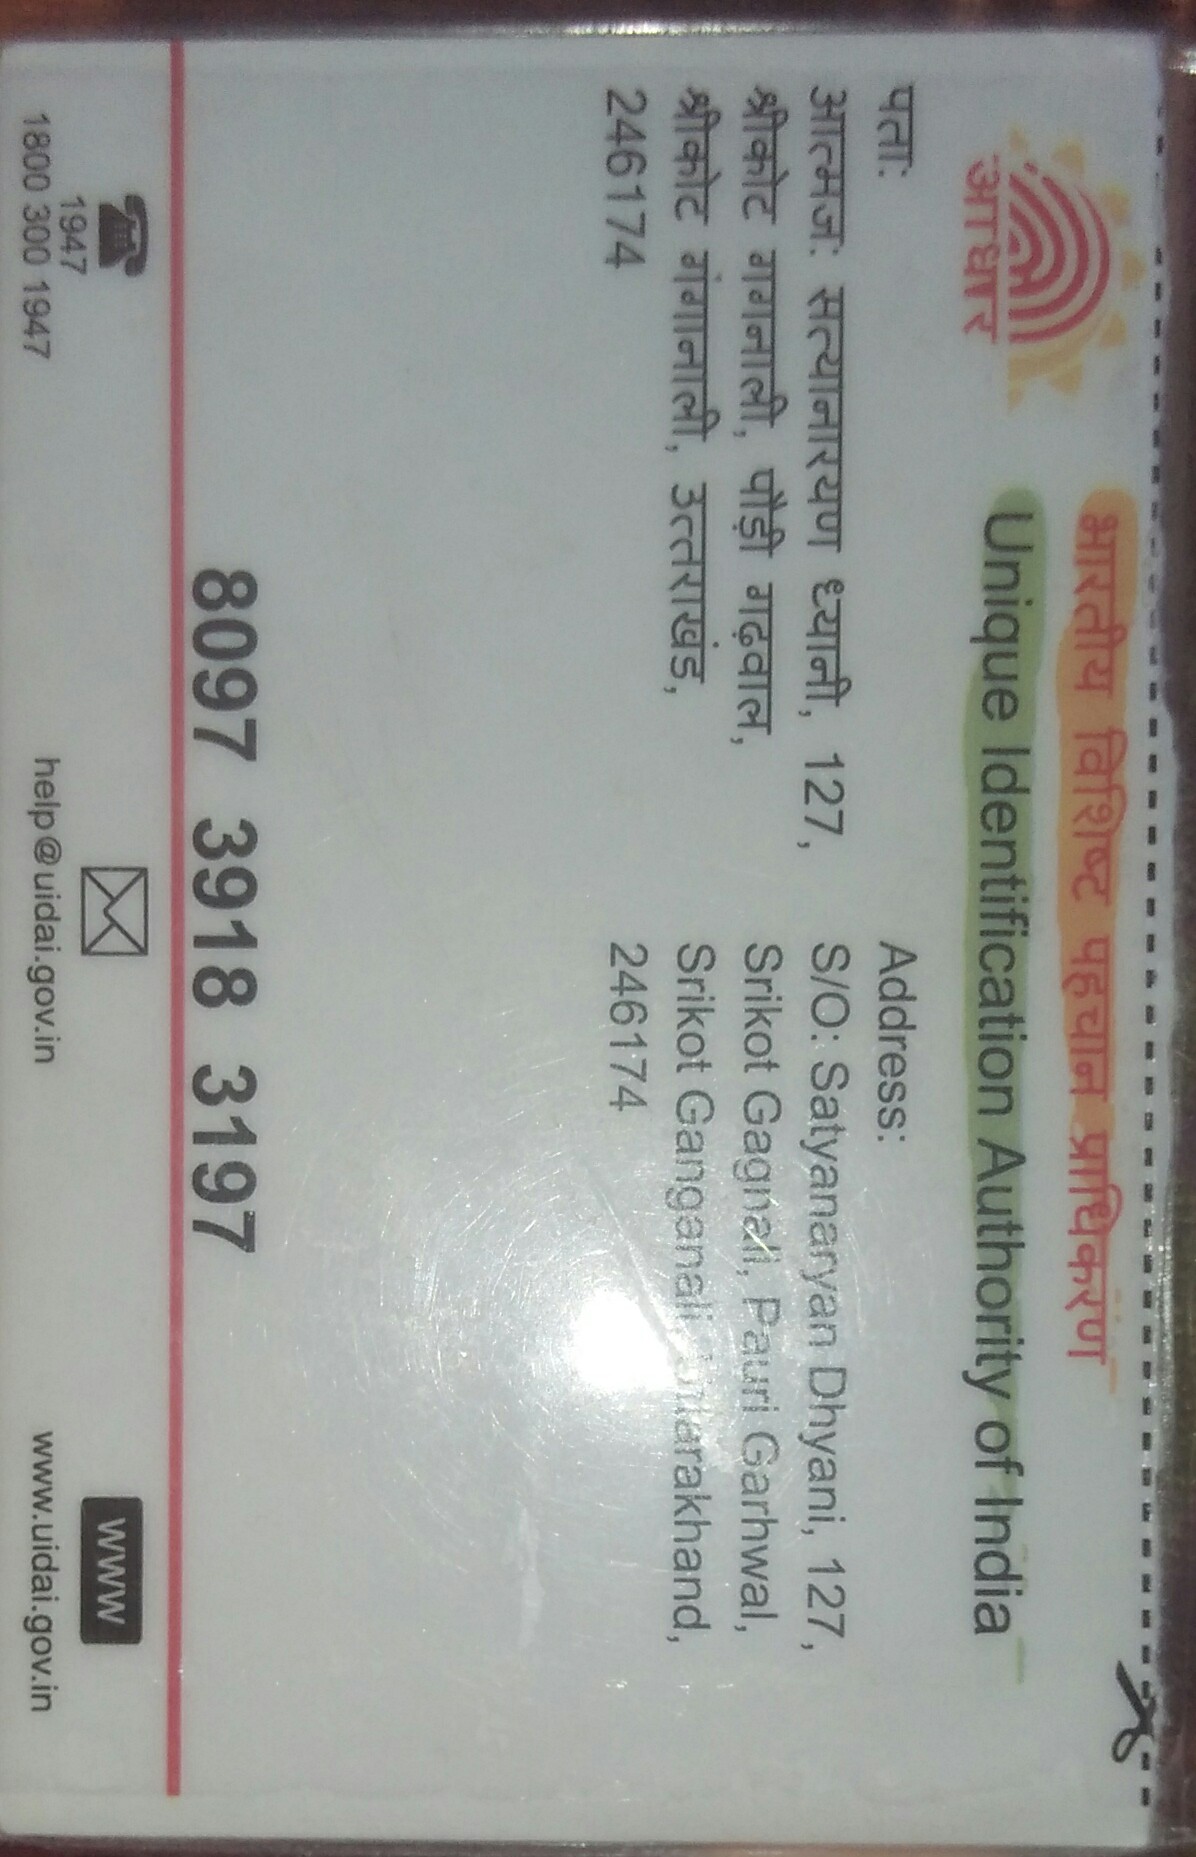 भारतीय विशिष्ट पहचान प्राधिकरण
Unique Identification Authority of India
आधार
पता:
आत्मज: सत्यानारयण ध्यानी, 127,
श्रीकोट गगनाली, पौड़ी गढ़वाल,
श्रीकोट गंगानाली, उत्तराखंड,
246174
Address:
S/O: Satyanaryan Dhyani, 127,
Srikot Gagnali, Pauri Garhwal,
Srikot Ganganali, Uttarakhand,
246174
8097 3918 3197
1947
1800 300 1947
help@uidai.gov.in
www
www.uidai.gov.in